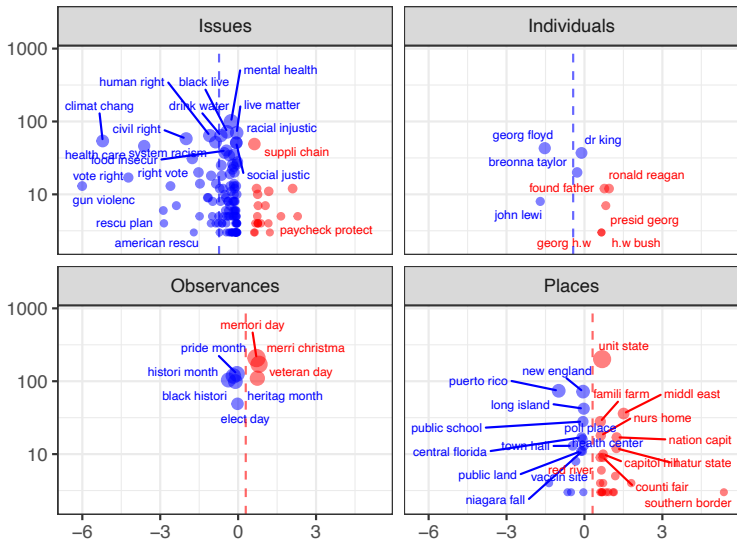 Issues
Individuals
1000
100
10
mental health
human right
black live
climat chang
drink water
live matter
civil right
racial injustic
health care
system racism
suppli chain
food insecur
vote right
right vote
social justic
gun violenc
rescu plan
paycheck protect
american rescu
georg floyd
dr king
breonna taylor
ronald reagan
found father
john lewi
presid georg
georg h.w
h.w bush
Observances
Places
1000
100
10
memori day
pride month
merri christma
histori month
veteran day
black histori
heritag month
elect day
unit state
new england
puerto rico
famili farm
middl east
long island
nurs home
public school
poll place
nation capit
central florida
town hall
health center
capitol hill
natur state
public land
red river
vaccin site
counti fair
niagara fall
southern border
−6
−3
0
3
−6
−3
0
3